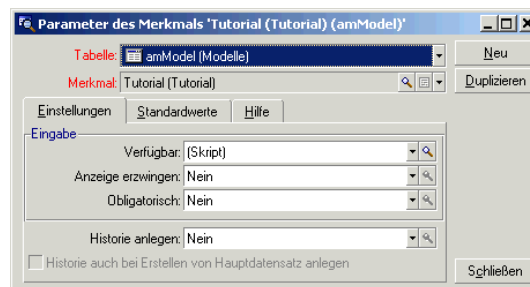 Parameter des Merkmals 'Tutorial (Tutorial) (amModel)'
Tabelle: amModel (Modelle)
Neu
Merkmal: Tutorial (Tutorial)
Duplizieren
Einstellungen Standardwerte Hilfe
Eingabe
Verfügbar: (Skript)
Anzeige erzwingen: Nein
Obligatorisch: Nein
Historie anlegen: Nein
Historie auch bei Erstellen von Hauptdatensatz anlegen
Schließen